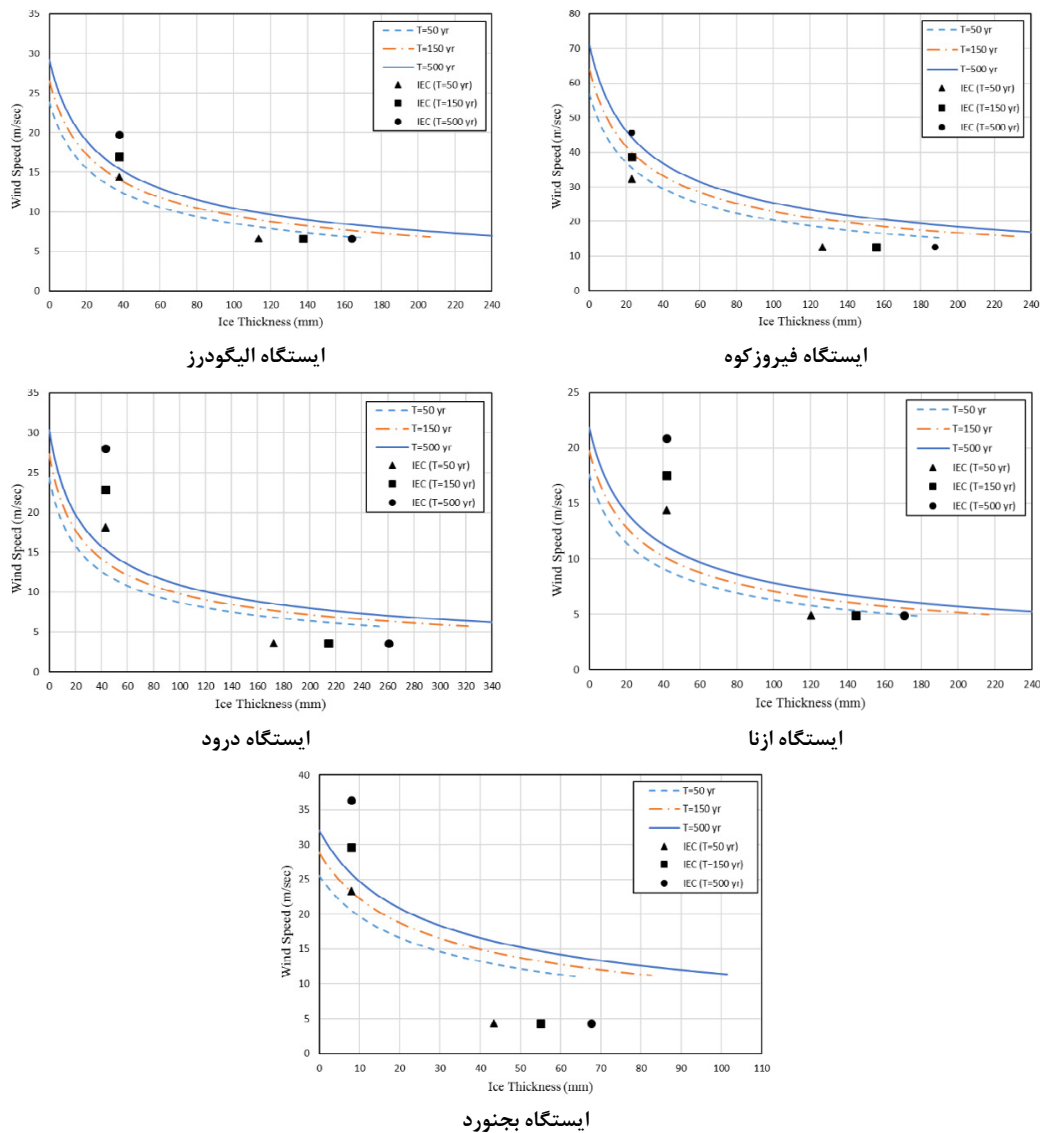 35
30
25
20
15
10
5
0
Wind Speed (m/sec)
0 20 40 60 80 100 120 140 160 180 200 220 240
Ice Thickness (mm)
T=50 yr
T=150 yr
T=500 yr
IEC (T=50 yr)
IEC (T=150 yr)
IEC (T=500 yr)
ایستگاه الیگودرز
80
70
60
50
40
30
20
10
0
Wind Speed (m/sec)
0 20 40 60 80 100 120 140 160 180 200 220 240
Ice Thickness (mm)
T=50 yr
T=150 yr
T=500 yr
IEC (T=50 yr)
IEC (T=150 yr)
IEC (T=500 yr)
ایستگاه فیروزکوه
35
30
25
20
15
10
5
0
Wind Speed (m/sec)
0 20 40 60 80 100 120 140 160 180 200 220 240 260 280 300 320 340
Ice Thickness (mm)
T=50 yr
T=150 yr
T=500 yr
IEC (T=50 yr)
IEC (T=150 yr)
IEC (T=500 yr)
ایستگاه درود
25
20
15
10
5
0
Wind Speed (m/sec)
0 20 40 60 80 100 120 140 160 180 200 220 240
Ice Thickness (mm)
T=50 yr
T=150 yr
T=500 yr
IEC (T=50 yr)
IEC (T=150 yr)
IEC (T=500 yr)
ایستگاه ازنا
40
35
30
25
20
15
10
5
0
Wind Speed (m/sec)
0 10 20 30 40 50 60 70 80 90 100 110
Ice Thickness (mm)
T=50 yr
T=150 yr
T=500 yr
IEC (T=50 yr)
IEC (T=150 yr)
IEC (T=500 yr)
ایستگاه بجنورد